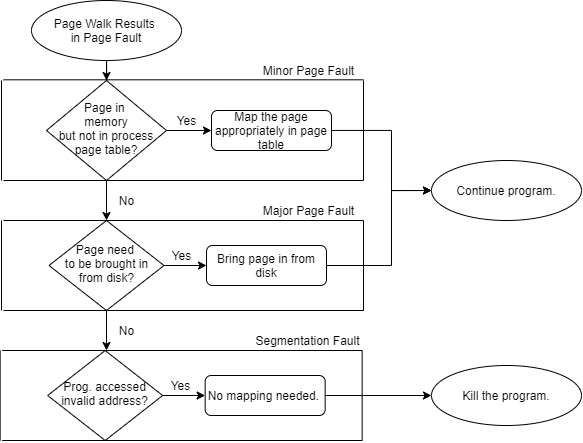 Page Walk Results
in Page Fault
Minor Page Fault
Page in
memory
but not in process
page table?
Yes
Map the page
appropriately in page
table
Continue program.
No
Major Page Fault
Page need
to be brought in
from disk?
Yes
Bring page in from
disk
No
Segmentation Fault
Prog. accessed
invalid address?
Yes
No mapping needed.
Kill the program.